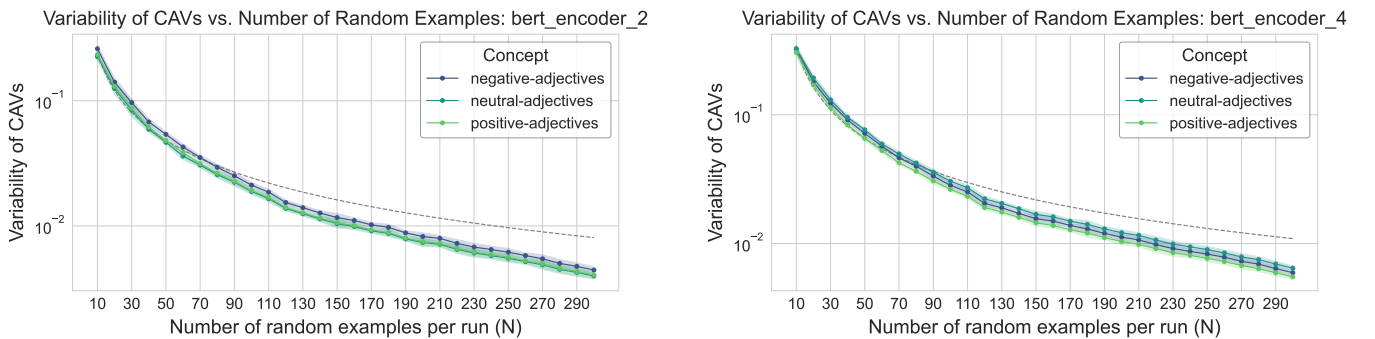 Variability of CAVs vs. Number of Random Examples: bert_encoder_2
Variability of CAVs
10⁻¹
10⁻²
Concept
negative-adjectives
neutral-adjectives
positive-adjectives
10 30 50 70 90 110 130 150 170 190 210 230 250 270 290
Number of random examples per run (N)
Variability of CAVs vs. Number of Random Examples: bert_encoder_4
Variability of CAVs
10⁻¹
10⁻²
Concept
negative-adjectives
neutral-adjectives
positive-adjectives
10 30 50 70 90 110 130 150 170 190 210 230 250 270 290
Number of random examples per run (N)